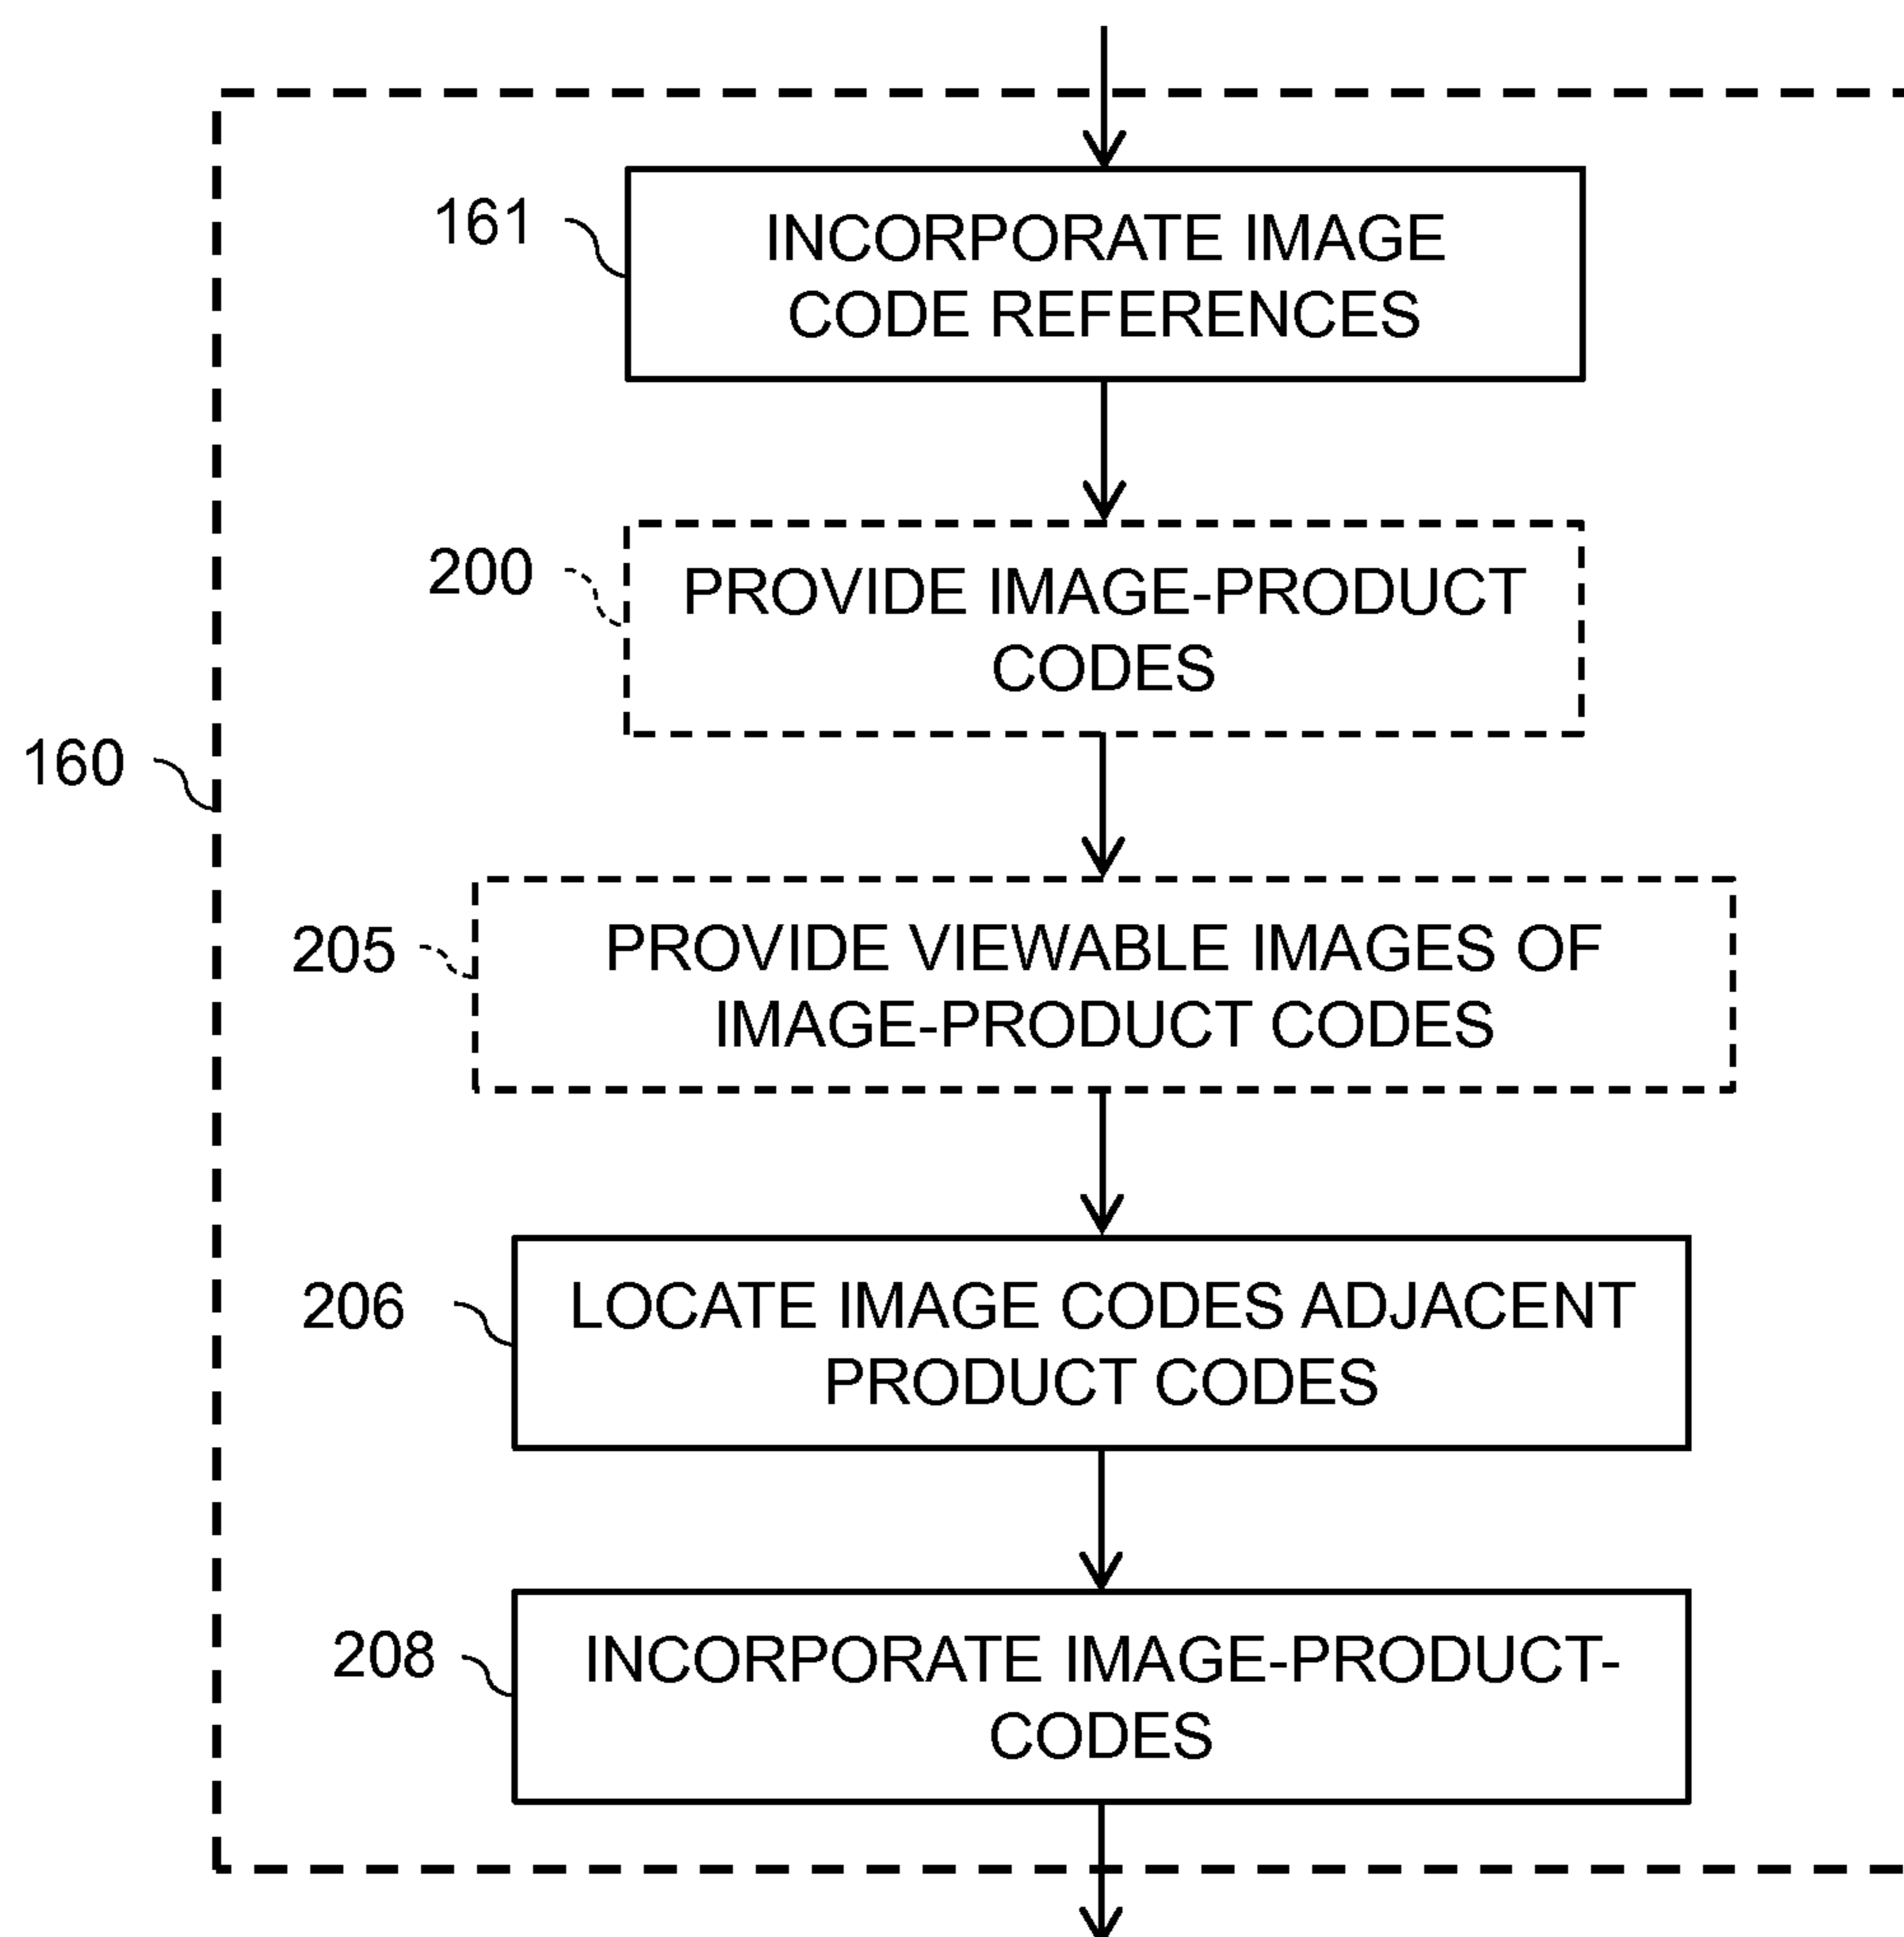 161
INCORPORATE IMAGE
CODE REFERENCES
200
PROVIDE IMAGE-PRODUCT
CODES
160
205
PROVIDE VIEWABLE IMAGES OF
IMAGE-PRODUCT CODES
206
LOCATE IMAGE CODES ADJACENT
PRODUCT CODES
208
INCORPORATE IMAGE-PRODUCT-
CODES